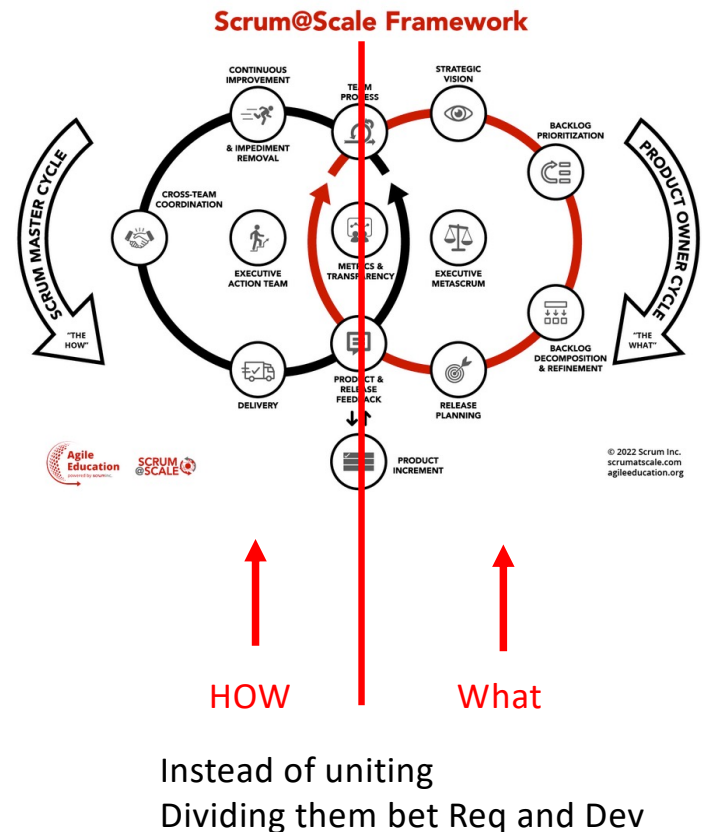 Scrum@Scale Framework
CONTINUOUS
IMPROVEMENT
& IMPEDIMENT
REMOVAL
TEAM
PROCESS
STRATEGIC
VISION
BACKLOG
PRIORITIZATION
SCRUM MASTER CYCLE
"THE
HOW"
CROSS-TEAM
COORDINATION
EXECUTIVE
ACTION TEAM
METRICS &
TRANSPARENCY
EXECUTIVE
METASCRUM
PRODUCT OWNER CYCLE
"THE
WHAT"
BACKLOG
DECOMPOSITION
& REFINEMENT
DELIVERY
PRODUCT &
RELEASE
FEEDBACK
RELEASE
PLANNING
PRODUCT
INCREMENT
Agile
Education
powered by scruminc.
SCRUM
@SCALE
© 2022 Scrum Inc.
scrumatscale.com
agileeducation.org
HOW
What
Instead of uniting
Dividing them bet Req and Dev